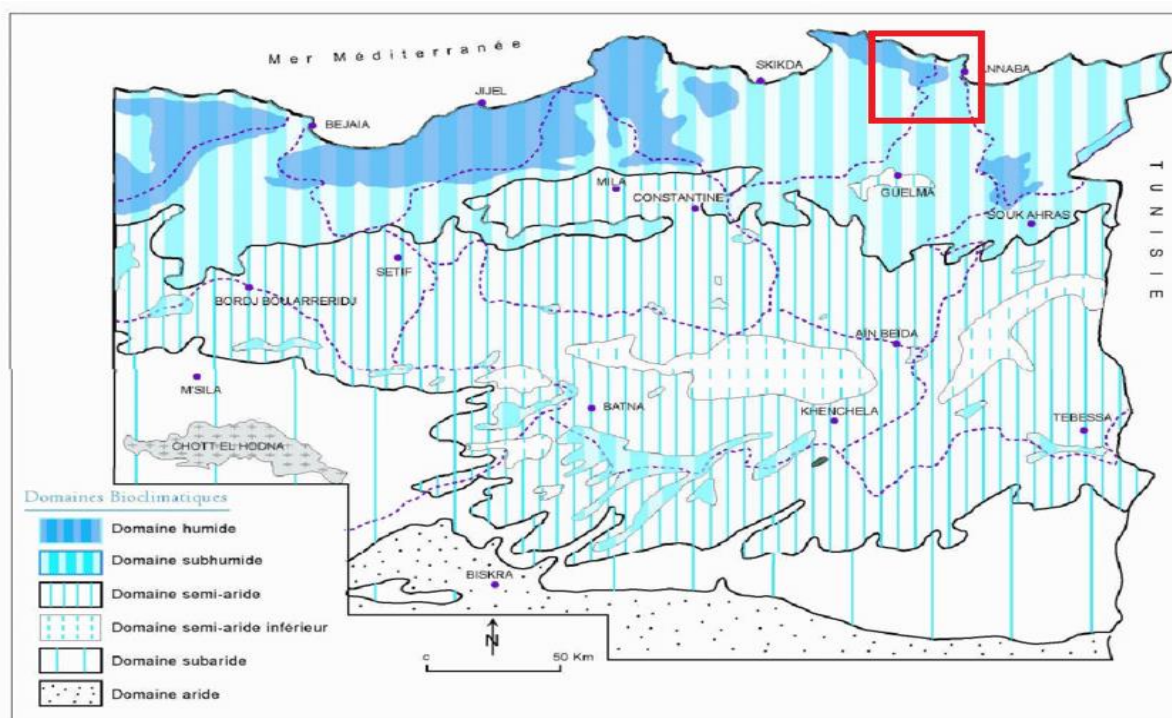 Mer Méditerranée
SKIKDA
ANNABA
JIJEL
BEJAIA
TUNISIE
MILA
CONSTANTINE
GUELMA
SOUK AHRAS
SETIF
BORDJ BOU ARRERIDJ
AIN BEIDA
M'SILA
BATNA
KHENCHELA
TEBESSA
CHOTT EL HODNA
Domaines Bioclimatiques
Domaine humide
Domaine subhumide
Domaine semi-aride
Domaine semi-aride inférieur
Domaine subaride
Domaine aride
BISKRA
N
c 50 Km